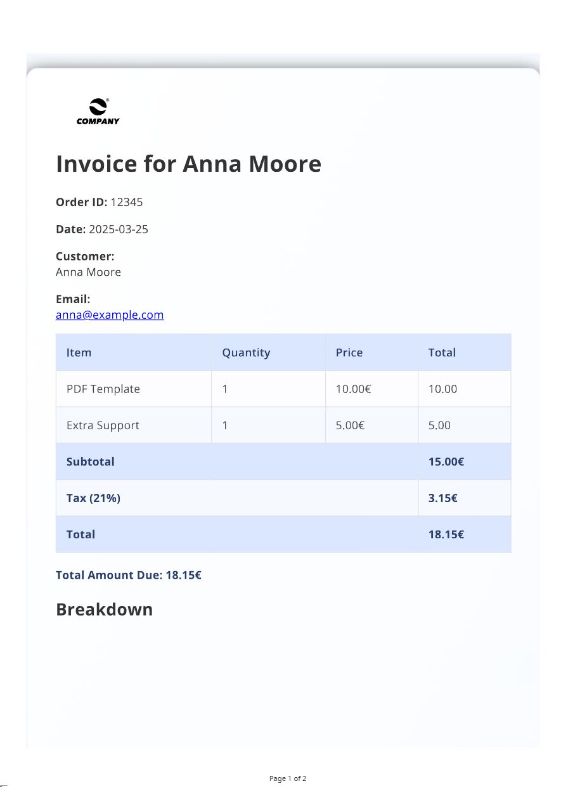 COMPANY
Invoice for Anna Moore
Order ID: 12345
Date: 2025-03-25
Customer:
Anna Moore
Email:
anna@example.com
Item Quantity Price Total
PDF Template 1 10.00€ 10.00
Extra Support 1 5.00€ 5.00
Subtotal 15.00€
Tax (21%) 3.15€
Total 18.15€
Total Amount Due: 18.15€
Breakdown
Page 1 of 2